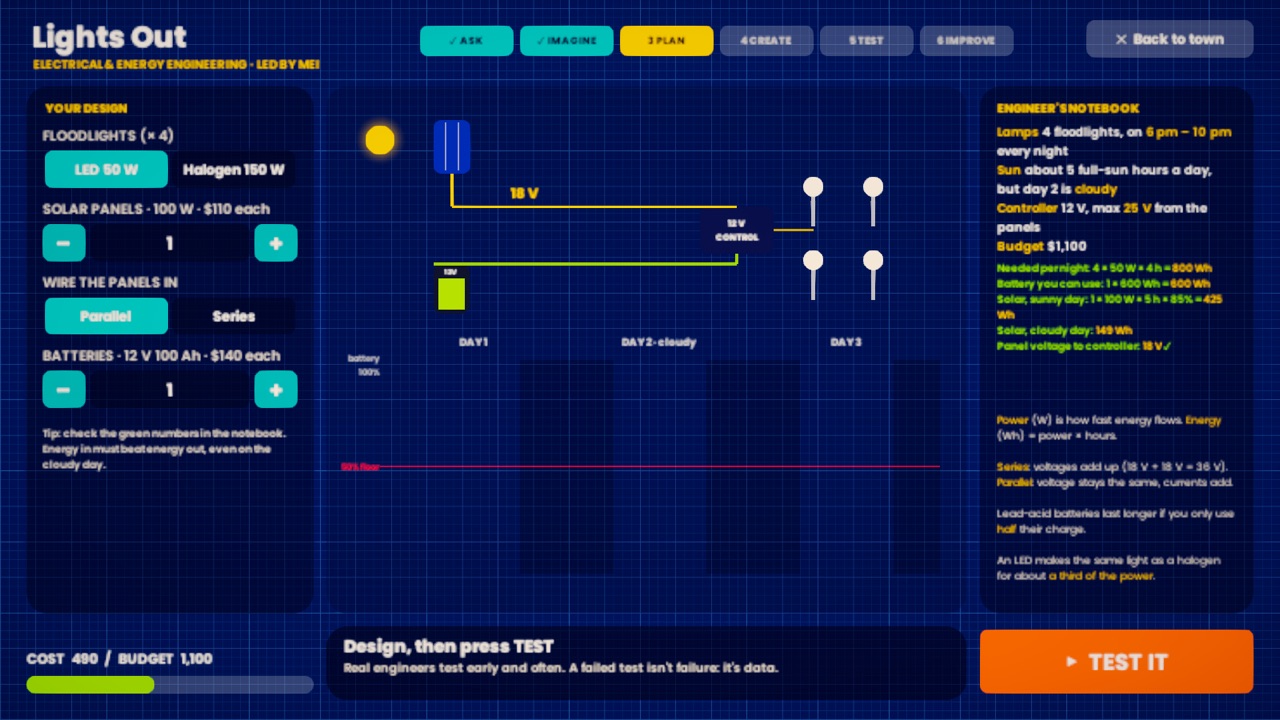 Lights Out
ELECTRICAL & ENERGY ENGINEERING · LED BY MEI
✓ ASK
✓ IMAGINE
3 PLAN
4 CREATE
5 TEST
6 IMPROVE
✕ Back to town
YOUR DESIGN
FLOODLIGHTS (× 4)
LED 50 W
Halogen 150 W
SOLAR PANELS · 100 W · $110 each
−
1
+
WIRE THE PANELS IN
Parallel
Series
BATTERIES · 12 V 100 Ah · $140 each
−
1
+
Tip: check the green numbers in the notebook.
Energy in must beat energy out, even on the
cloudy day.
18 V
12 V
CONTROL
12V
DAY 1
DAY 2 · cloudy
DAY 3
battery
100%
50% floor
ENGINEER'S NOTEBOOK
Lamps 4 floodlights, on 6 pm – 10 pm
every night
Sun about 5 full-sun hours a day,
but day 2 is cloudy
Controller 12 V, max 25 V from the
panels
Budget $1,100
Needed per night: 4 × 50 W × 4 h = 800 Wh
Battery you can use: 1 × 600 Wh = 600 Wh
Solar, sunny day: 1 × 100 W × 5 h × 85% = 425
Wh
Solar, cloudy day: 149 Wh
Panel voltage to controller: 18 V ✓
Power (W) is how fast energy flows. Energy
(Wh) = power × hours.
Series: voltages add up (18 V + 18 V = 36 V).
Parallel: voltage stays the same, currents add.
Lead-acid batteries last longer if you only use
half their charge.
An LED makes the same light as a halogen
for about a third of the power.
COST 490 / BUDGET 1,100
Design, then press TEST
Real engineers test early and often. A failed test isn't failure: it's data.
▶ TEST IT